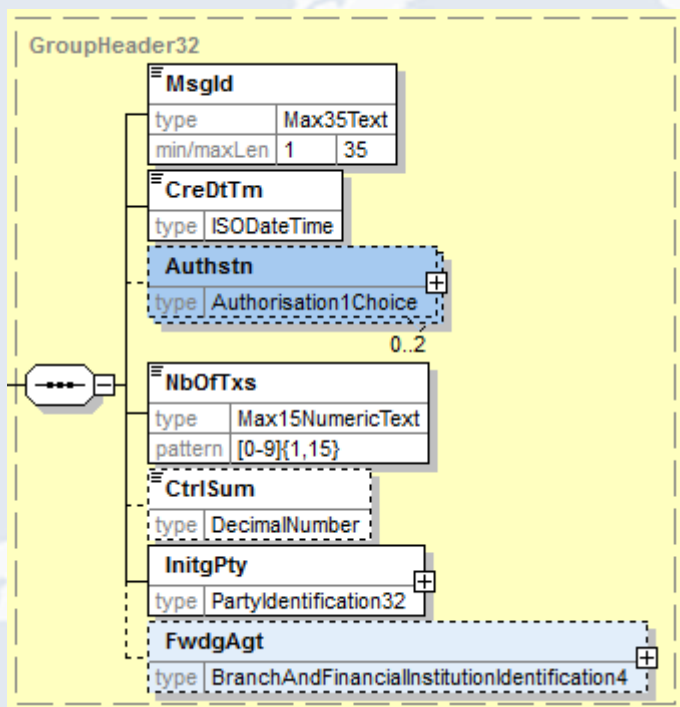 GroupHeader32
MsgId
type Max35Text
min/maxLen 1 35
CreDtTm
type ISODateTime
Authstn
type Authorisation1Choice
0..2
NbOfTxs
type Max15NumericText
pattern [0-9]{1,15}
CtrlSum
type DecimalNumber
InitgPty
type PartyIdentification32
FwdgAgt
type BranchAndFinancialInstitutionIdentification4